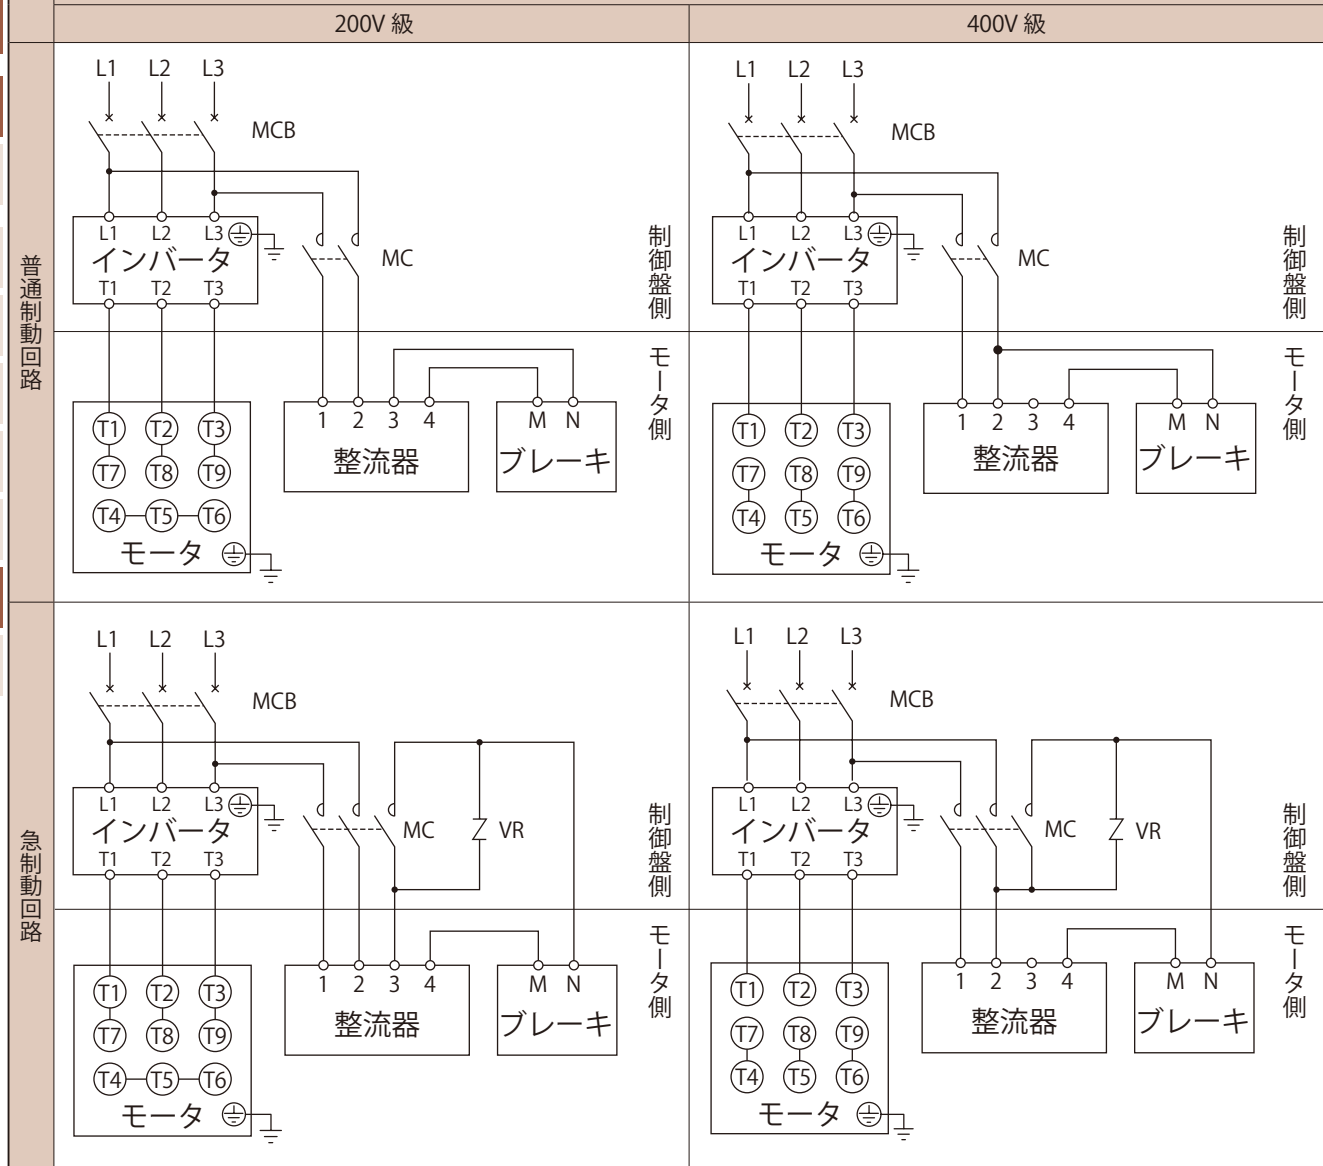 200V 級
400V 級
普通制動回路
L1 L2 L3
MCB
L1 L2 L3
インバータ
T1 T2 T3
MC
制御盤側
モータ側
1 2 3 4
整流器
M N
ブレーキ
T1 T2 T3
T7 T8 T9
T4 T5 T6
モータ
L1 L2 L3
MCB
L1 L2 L3
インバータ
T1 T2 T3
MC
制御盤側
モータ側
1 2 3 4
整流器
M N
ブレーキ
T1 T2 T3
T7 T8 T9
T4 T5 T6
モータ
急制動回路
L1 L2 L3
MCB
L1 L2 L3
インバータ
T1 T2 T3
MC
VR
制御盤側
モータ側
1 2 3 4
整流器
M N
ブレーキ
T1 T2 T3
T7 T8 T9
T4 T5 T6
モータ
L1 L2 L3
MCB
L1 L2 L3
インバータ
T1 T2 T3
MC
VR
制御盤側
モータ側
1 2 3 4
整流器
M N
ブレーキ
T1 T2 T3
T7 T8 T9
T4 T5 T6
モータ